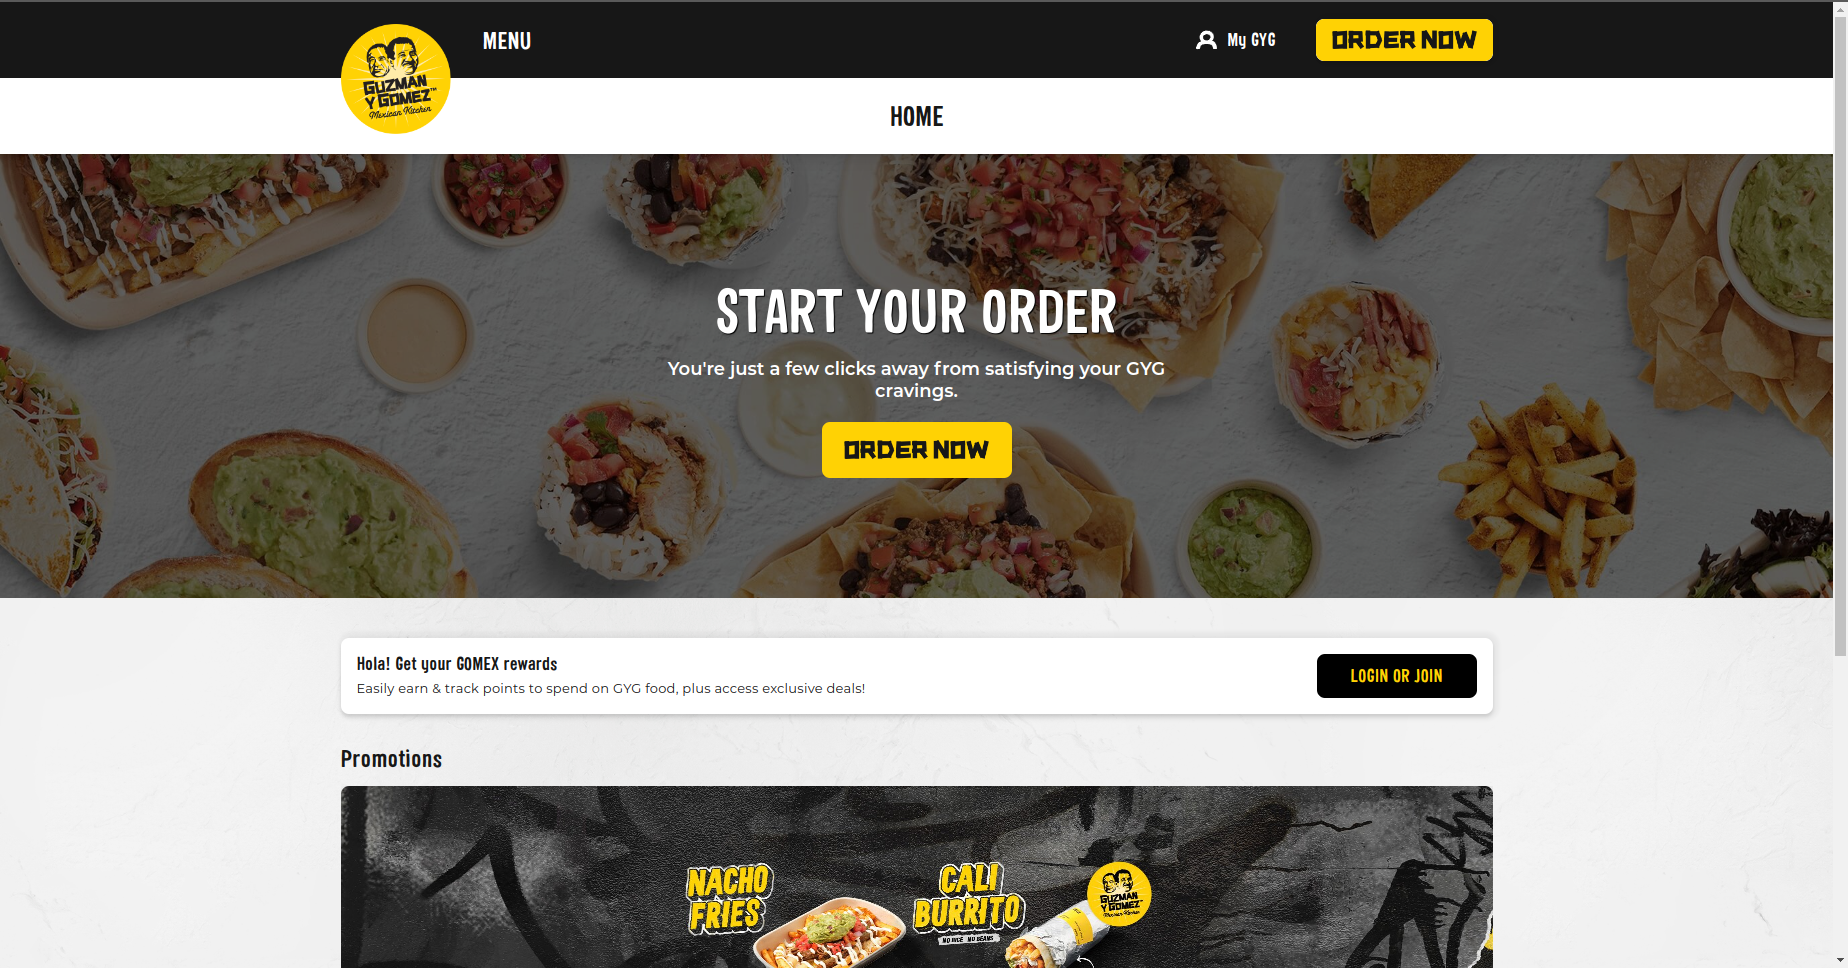 GUZMAN
Y GOMEZ™
Mexican Kitchen
MENU
My GYG
ORDER NOW
HOME
START YOUR ORDER
You're just a few clicks away from satisfying your GYG
cravings.
ORDER NOW
Hola! Get your GOMEX rewards
Easily earn & track points to spend on GYG food, plus access exclusive deals!
LOGIN OR JOIN
Promotions
NACHO
FRIES
CALI
BURRITO
NO RICE NO BEANS
GUZMAN
Y GOMEZ
Mexican Kitchen